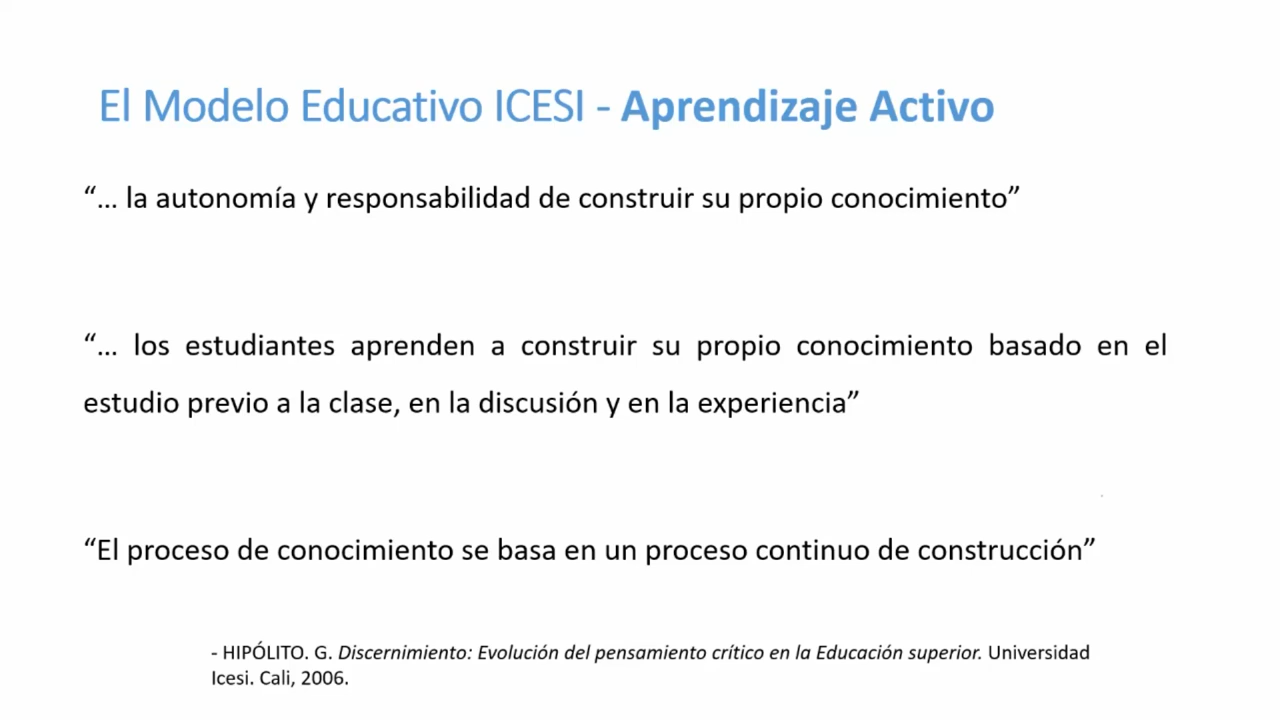 El Modelo Educativo ICESI - Aprendizaje Activo
“... la autonomía y responsabilidad de construir su propio conocimiento”
“... los estudiantes aprenden a construir su propio conocimiento basado en el
estudio previo a la clase, en la discusión y en la experiencia”
“El proceso de conocimiento se basa en un proceso continuo de construcción”
- HIPÓLITO. G. Discernimiento: Evolución del pensamiento crítico en la Educación superior. Universidad
Icesi. Cali, 2006.